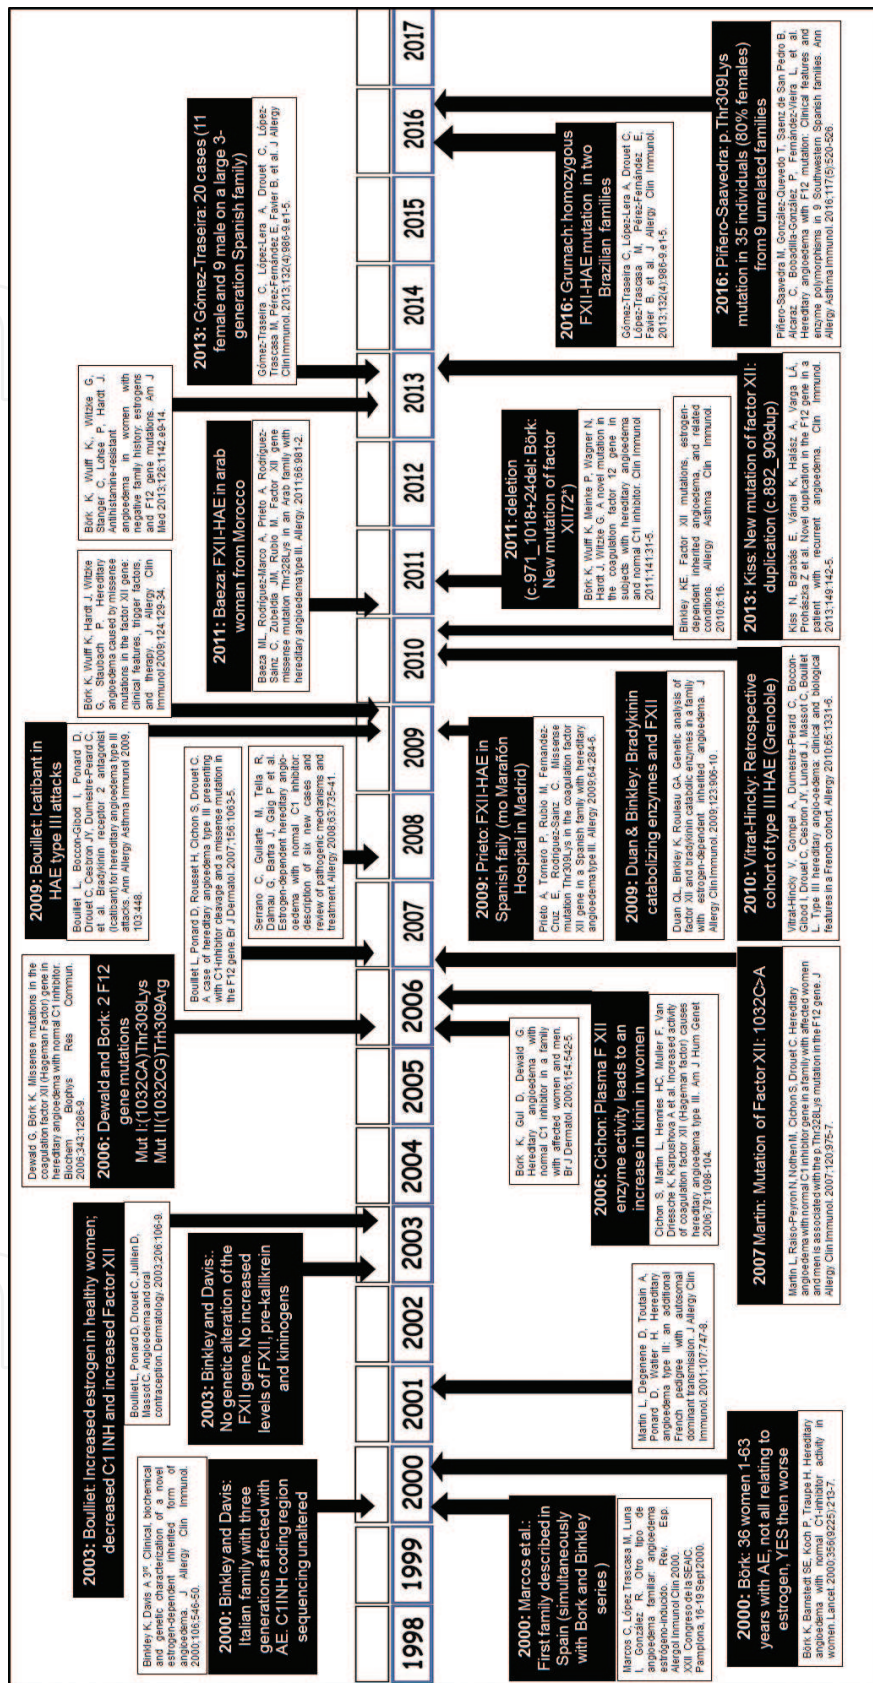 2003: Boulliet: Increased estrogen in healthy women;
decreased C1 INH and increased Factor XII
Boulliet L, Ponard D, Drouet C, Jullien D,
Massot C. Angioedema and oral
contraception. Dermatology. 2003;206:106-9.
Binkley K, Davis A 3rd. Clinical, biochemical
and genetic characterization of a novel
estrogen-dependent inherited form of
angioedema. J Allergy Clin Immunol.
2000;106:546-50.
2000: Binkley and Davis:
Italian family with three
generations affected with
AE. C1INH coding region
sequencing unaltered
2003: Binkley and Davis:.
No genetic alteration of the
FXII gene. No increased
levels of FXII, pre-kallikrein
and kininogens
Dewald G, Börk K. Missense mutations in the
coagulation factor XII (Hageman Factor) gene in
hereditary angioedema with normal C1 inhibitor.
Biochem Biophys Res Commun.
2006;343:1286-9.
2006: Dewald and Bork: 2 F12
gene mutations
Mut I:(1032CA)Thr309Lys
Mut II(1032CG)Th309Arg
Bouillet L, Ponard D, Rousset H, Cichon S, Drouet C.
A case of hereditary angioedema type III presenting
with C1-inhibitor cleavage and a missense mutation in
the F12 gene. Br J Dermatol. 2007;156:1063-5.
Serrano C, Guilarte M, Tella R,
Dalmau G, Bartra J, Gaig P et al.
Estrogen-dependent hereditary angio-
oedema with normal C1 inhibitor:
description of six new cases and
review of pathogenic mechanisms and
treatment. Allergy 2008;63:735-41.
2009: Bouillet: Icatibant in
HAE type III attacks
Bouillet L, Boccon-Gibod I, Ponard D,
Drouet C, Cesbron JY, Dumestre-Perard C,
et al. Bradykinin receptor 2 antagonist
(icatibant) for hereditary angioedema type III
attacks. Ann Allergy Asthma Immunol 2009,
103:448.
Börk K, Wulff K, Hardt J, Witzke
G, Staubach P. Hereditary
angioedema caused by missense
mutations in the factor XII gene:
clinical features, trigger factors,
and therapy. J Allergy Clin
Immunol 2009;124:129-34.
2011: Baeza: FXII-HAE in arab
woman from Morocco
Baeza ML, Rodríguez-Marco A, Prieto A, Rodríguez-
Sainz C, Zubeldia JM, Rubio M. Factor XII gene
missense mutation Thr328Lys in an Arab family with
hereditary angioedema type III. Allergy. 2011;66:981-2.
Börk K, Wulff K, Witzke G,
Stanger C, Lohse P, Hardt J.
Antihistamine-resistant
angioedema in women with
negative family history: estrogens
and F12 gene mutations. Am J
Med 2013;126:1142.e9-14.
2013: Gómez-Traseira: 20 cases (11
female and 9 male on a large 3-
generation Spanish family)
Gómez-Traseira C, López-Lera A, Drouet C, López-
Trascasa M, Pérez-Fernández E, Favier B, et al. J Allergy
Clin Immunol. 2013;132(4):986-9.e1-5.
1998 1999 2000 2001 2002 2003 2004 2005 2006 2007 2008 2009 2010 2011 2012 2013 2014 2015 2016 2017
2000: Marcos et al.:
First family described in
Spain (simultaneously
with Bork and Binkley
series )
Marcos C, López Trascasa M, Luna
I, González R. Otro tipo de
angioedema familiar: angioedema
estrógeno-inducido. Rev. Esp.
Alergol Inmunol Clin 2000.
XXII Congreso de la SEAIC.
Pamplona, 16-19 Sept 2000.
2000: Börk: 36 women 1-63
years with AE, not all relating to
estrogen, YES then worse
Börk K, Barnstedt SE, Koch P, Traupe H. Hereditary
angioedema with normal C1-inhibitor activity in
women. Lancet. 2000;356(9225):213-7.
Martin L, Degenene D, Toutain A,
Ponard D, Watier H. Hereditary
angioedema type III: an additional
French pedigree with autosomal
dominant transmission. J Allergy Clin
Immunol. 2001;107:747-8.
Bork K, Gul D, Dewald G.
Hereditary angioedema with
normal C1 inhibitor in a family
with affected women and men.
Br J Dermatol. 2006;154:542-5.
2006: Cichon: Plasma F XII
enzyme activity leads to an
increase in kinin in women
Cichon S, Martin L, Hennies HC, Muller F, Van
Driessche K, Karpushova A et al. Increased activity
of coagulation factor XII (Hageman factor) causes
hereditary angioedema type III. Am J Hum Genet
2006;79:1098-104.
2007 Martin: Mutation of Factor XII: 1032C>A
Martin L, Raiso-Peyron N, Nothen M, Cichon S, Drouet C. Hereditary
angioedema with normal C1 inhibitor gene in a family with affected women
and men is associated with the p.Thr328Lys mutation in the F12 gene. J
Allergy Clin Immunol. 2007;120:975-7.
2009: Prieto: FXII-HAE in
Spanish faily (mo Marañón
Hospital in Madrid)
Prieto A, Tornero P, Rubio M, Fernandez-
Cruz E, Rodriguez-Sainz C. Missense
mutation Thr309Lys in the coagulation factor
XII gene in a Spanish family with hereditary
angioedema type III. Allergy 2009;64:284-6.
2009: Duan & Binkley: Bradykinin
catabolizing enzymes and FXII
Duan QL, Binkley K, Rouleau GA. Genetic analysis of
factor XII and bradykinin catabolic enzymes in a family
with estrogen-dependent inherited angioedema. J
Allergy Clin Immunol. 2008;123:906-10.
2010: Vitrat-Hincky: Retrospective
cohort of type III HAE (Grenoble)
Vitrat-Hincky V, Gompel A, Dumestre-Perard C, Boccon-
Gibod I, Drouet C, Cesbron JY, Lunardi J, Massot C, Bouillet
L. Type III hereditary angio-oedema: clinical and biological
features in a French cohort. Allergy 2010;65:1331-6.
2011: deletion
(c.971_1018+24del: Börk:
New mutation of factor
XII72*)
Börk K, Wulff K, Meinke P, Wagner N,
Hardt J, Witzke G. A novel mutation in
the coagulation factor 12 gene in
subjects with hereditary angioedema
and normal C1 inhibitor. Clin Immunol
2011;141:31-5.
Binkley KE. Factor XII mutations, estrogen-
dependent inherited angioedema, and related
conditions. Allergy Asthma Clin Immunol.
2010;6:16.
2013: Kiss: New mutation of factor XII:
duplication (c.892_909dup)
Kiss N, Barabás E, Várnai K, Halász A, Varga LÁ,
Prohászka Z et al. Novel duplication in the F12 gene in a
patient with recurrent angioedema. Clin Immunol.
2013;149:142-5.
2016: Grumach: homozygous
FXII-HAE mutation in two
Brazilian families
Gómez-Traseira C, López-Lera A, Drouet C,
López-Trascasa M, Pérez-Fernández E,
Favier B, et al. J Allergy Clin Immunol.
2013;132(4):986-9.e1-5.
2016: Piñero-Saavedra: p.Thr309Lys
mutation in 35 individuals (80% females)
from 9 unrelated families
Piñero-Saavedra M, González-Quevedo T, Saenz de San Pedro B,
Alcaraz C, Bobadilla-González P, Fernández-Vieira L, et al.
Hereditary angioedema with F12 mutation: Clinical features and
enzyme polymorphisms in 9 Southwestern Spanish families. Ann
Allergy Asthma Immunol. 2016;117(5):520-526.